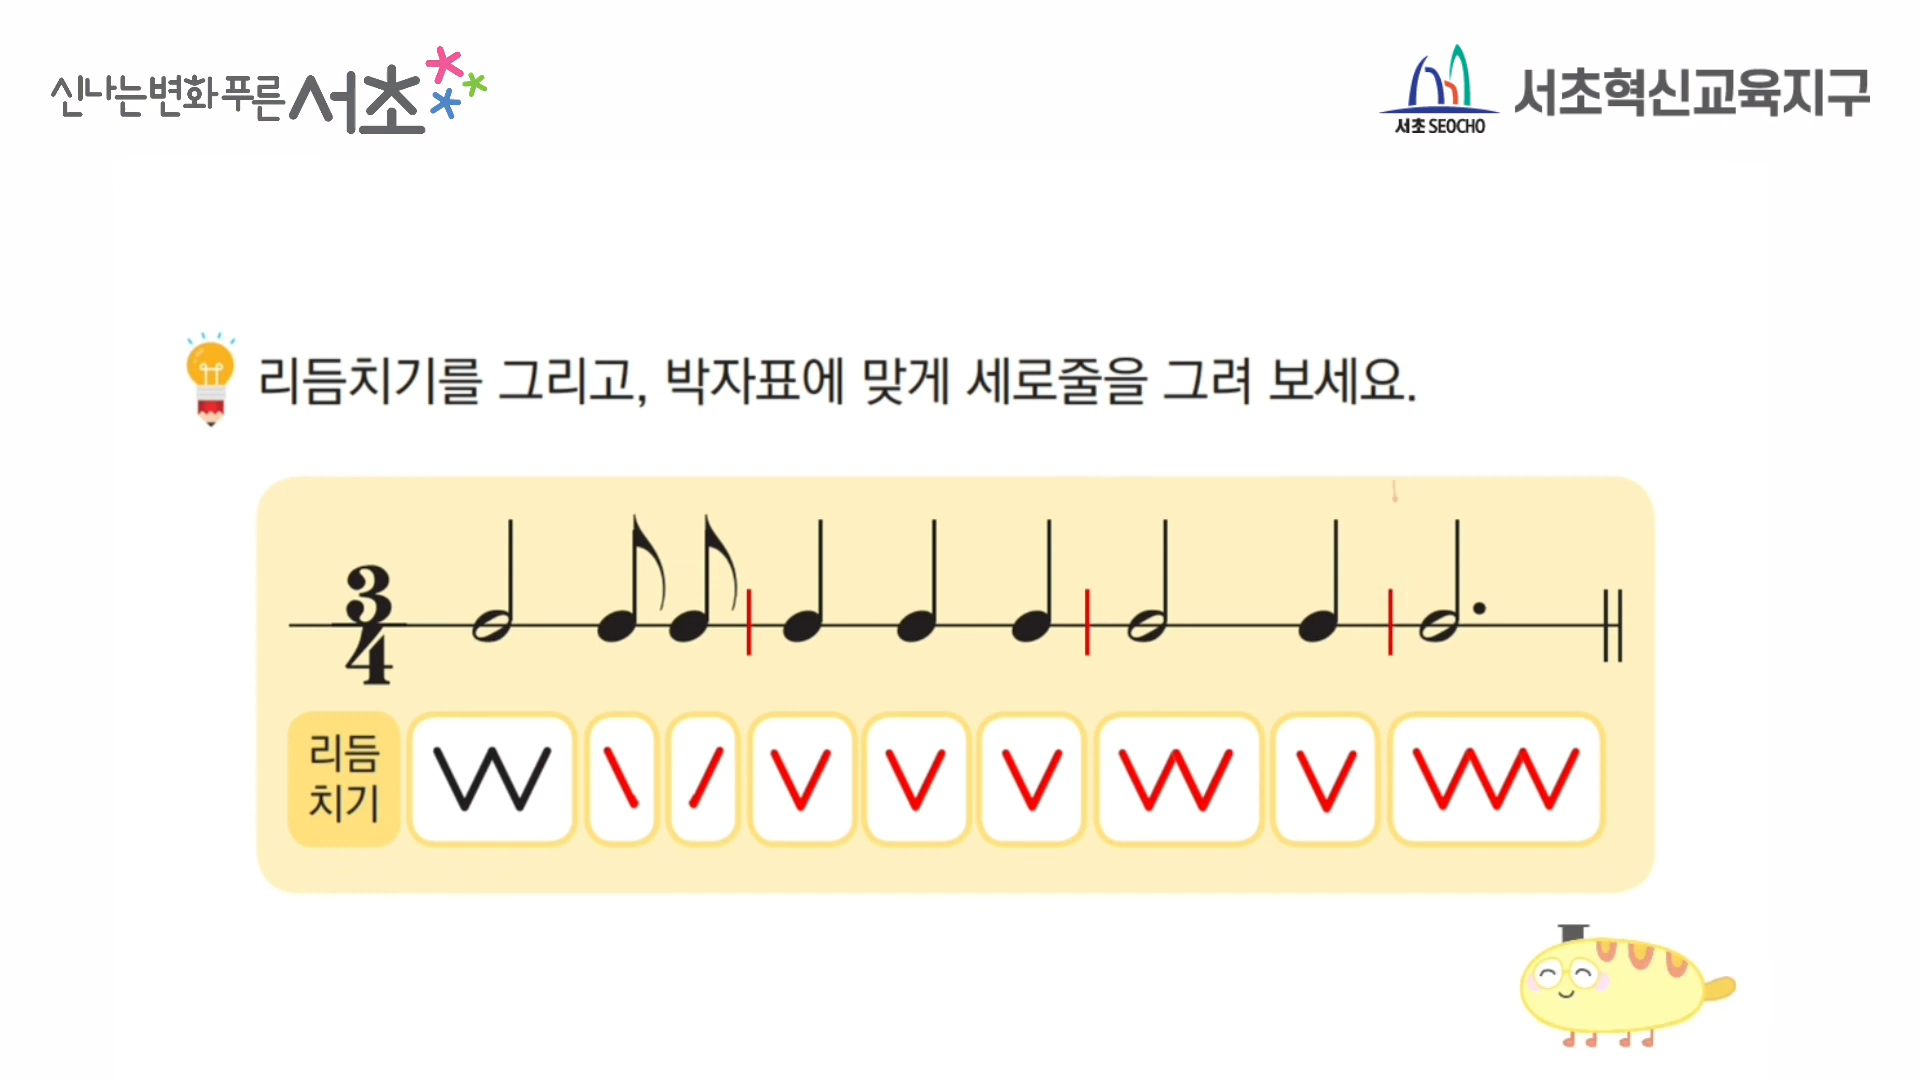 신나는변화 푸른 서초
서초 SEOCHO
서초혁신교육지구
리듬치기를 그리고, 박자표에 맞게 세로줄을 그려 보세요.
3
4
리듬
치기